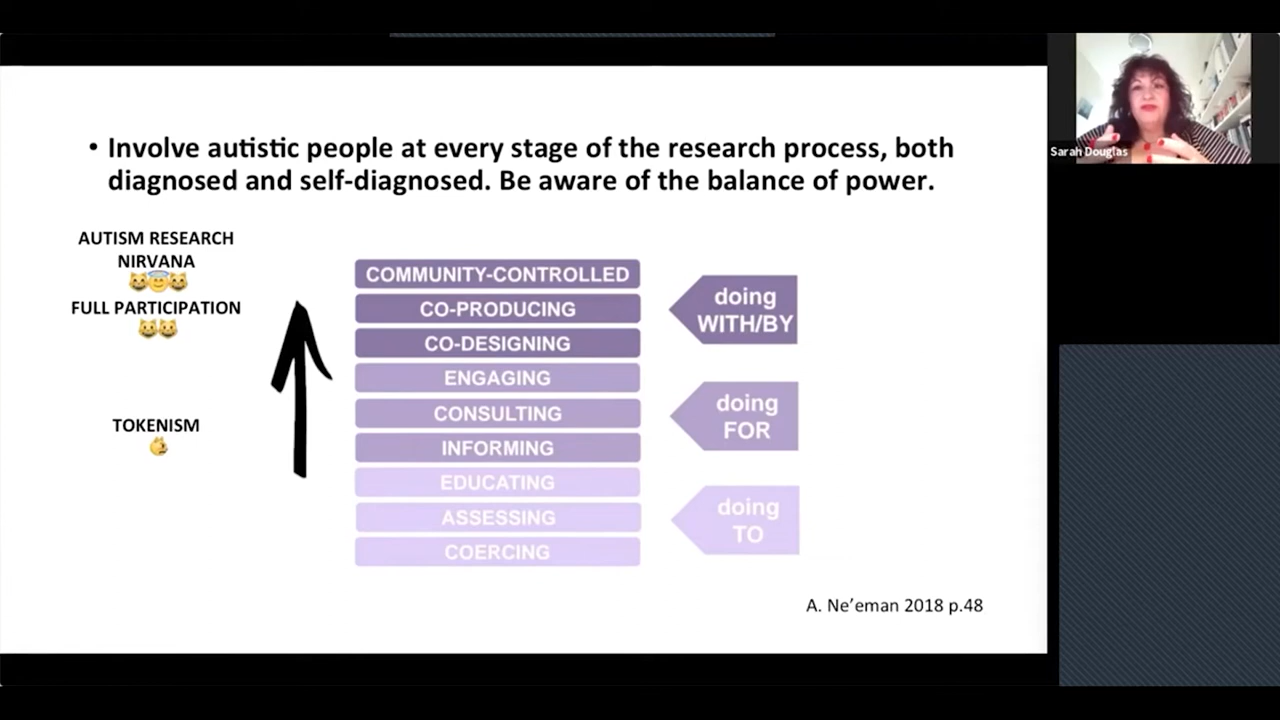 • Involve autistic people at every stage of the research process, both
diagnosed and self-diagnosed. Be aware of the balance of power.
AUTISM RESEARCH
NIRVANA
FULL PARTICIPATION
TOKENISM
COMMUNITY-CONTROLLED
CO-PRODUCING
CO-DESIGNING
ENGAGING
CONSULTING
INFORMING
EDUCATING
ASSESSING
COERCING
doing
WITH/BY
doing
FOR
doing
TO
A. Ne’eman 2018 p.48
Sarah Douglas